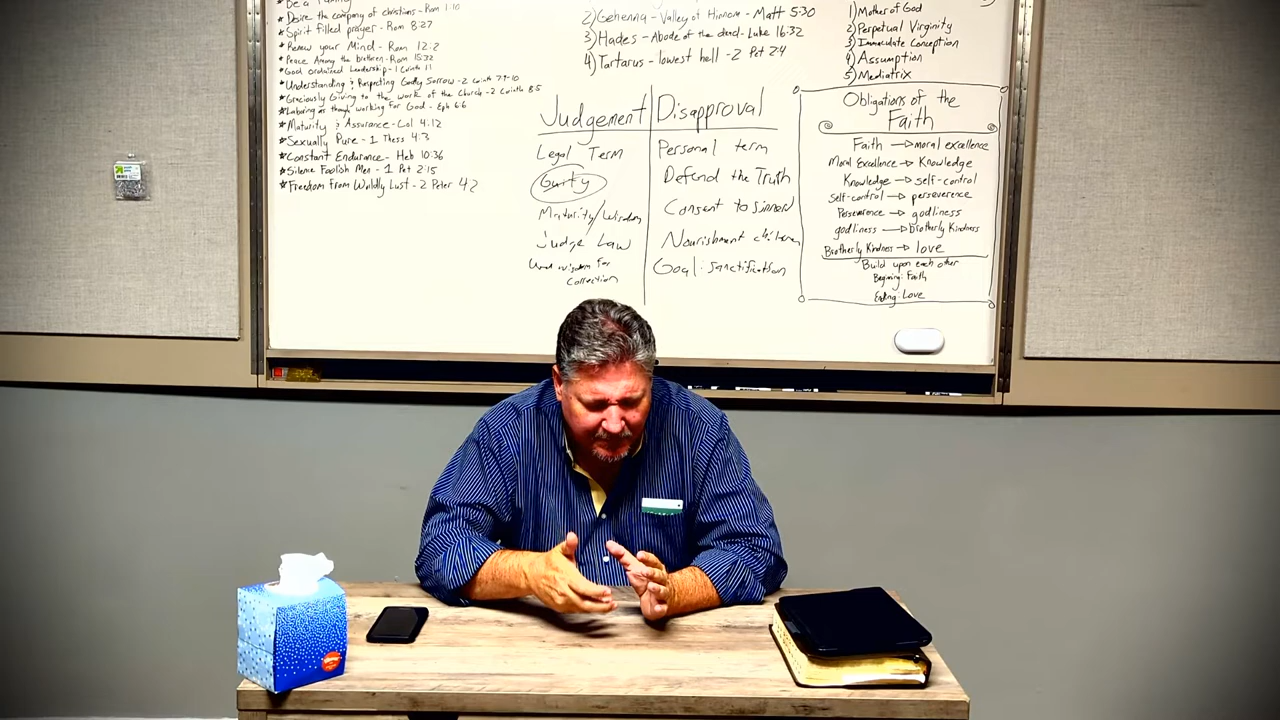 * Be a Family
* Desire the company of christians - Rom 1:10
* Spirit filled prayer - Rom 8:27
* Renew your Mind - Rom 12:2
* Peace Among the brethren - Rom 15:32
* God ordained Leadership - 1 Corinth 11
* Understanding & Respecting Godly Sorrow - 2 Corinth 7:9-10
* Graciously Giving to the work of the Church - 2 Corinth 8:5
* Laboring as though working for God - Eph 6:6
* Maturity & Assurance - Col 4:12
* Sexually Pure - 1 Thess 4:3
* Constant Endurance - Heb 10:36
* Silence Foolish Men - 1 Pet 2:15
* Freedom From Worldly Lust - 2 Peter 4:2
2) Gehenna - Valley of Hinnom - Matt 5:30
3) Hades - Abode of the dead - Luke 16:32
4) Tartarus - lowest hell - 2 Pet 2:4
Judgement
Legal Term
Guilty
Maturity/Wisdom
Judge Law
Used wisdom for
Correction
Disapproval
Personal term
Defend the Truth
Consent to sinned
Nourishment children
Goal: Sanctification
1) Mother of God
2) Perpetual Virginity
3) Immaculate Conception
4) Assumption
5) Mediatrix
Obligations of the
Faith
Faith → moral excellence
Moral Excellence → Knowledge
Knowledge → self-control
Self-control → perseverence
Perseverence → godliness
godliness → brotherly Kindness
Brotherly Kindness → love
Build upon each other
Begining: Faith
Ending: Love